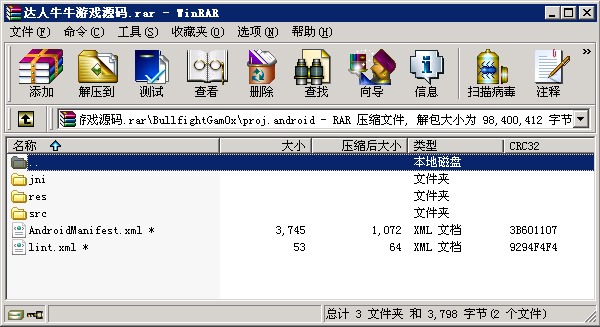 达人牛牛游戏源码.rar - WinRAR
文件(F) 命令(C) 工具(S) 收藏夹(O) 选项(N) 帮助(H)
添加 解压到 测试 查看 删除 查找 向导 信息 扫描病毒 注释 »
戏源码.rar\BullfightGamOx\proj.android - RAR 压缩文件, 解包大小为 98,400,412 字节
名称 大小 压缩后大小 类型 CRC32
.. 本地磁盘
jni 文件夹
res 文件夹
src 文件夹
AndroidManifest.xml * 3,745 1,072 XML 文档 3B601107
lint.xml * 53 64 XML 文档 9294F4F4
总计 3 文件夹 和 3,798 字节(2 个文件)